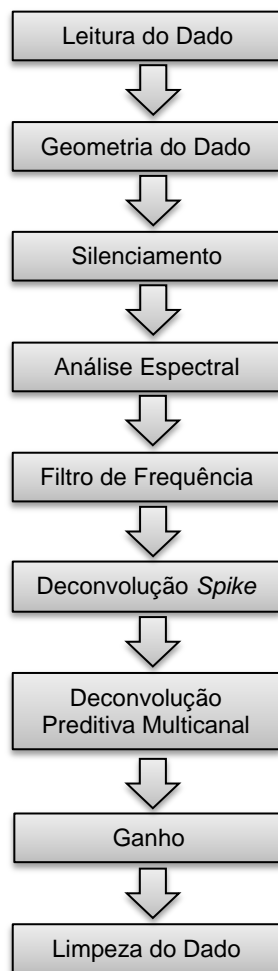 Leitura do Dado
Geometria do Dado
Silenciamento
Análise Espectral
Filtro de Frequência
Deconvolução Spike
Deconvolução
Preditiva Multicanal
Ganho
Limpeza do Dado